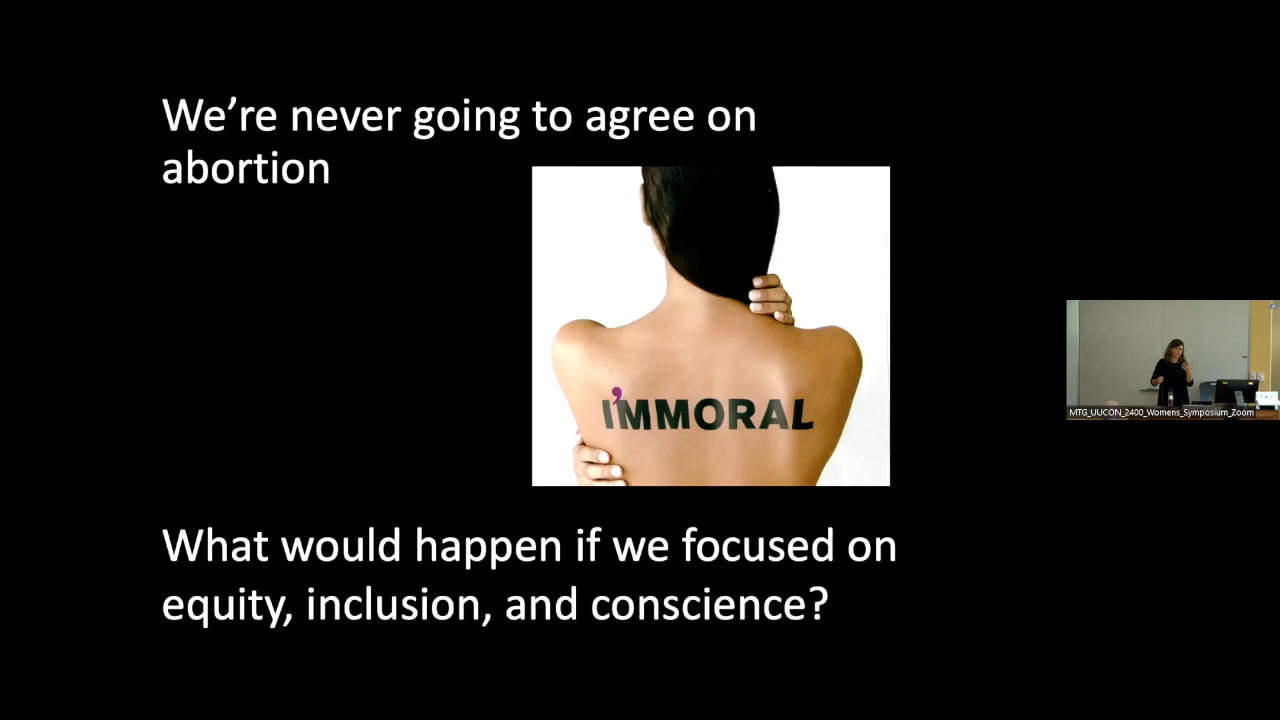 We’re never going to agree on
abortion
I’MMORAL
What would happen if we focused on
equity, inclusion, and conscience?
MTG_UUCON_2400_Womens_Symposium_Zoom